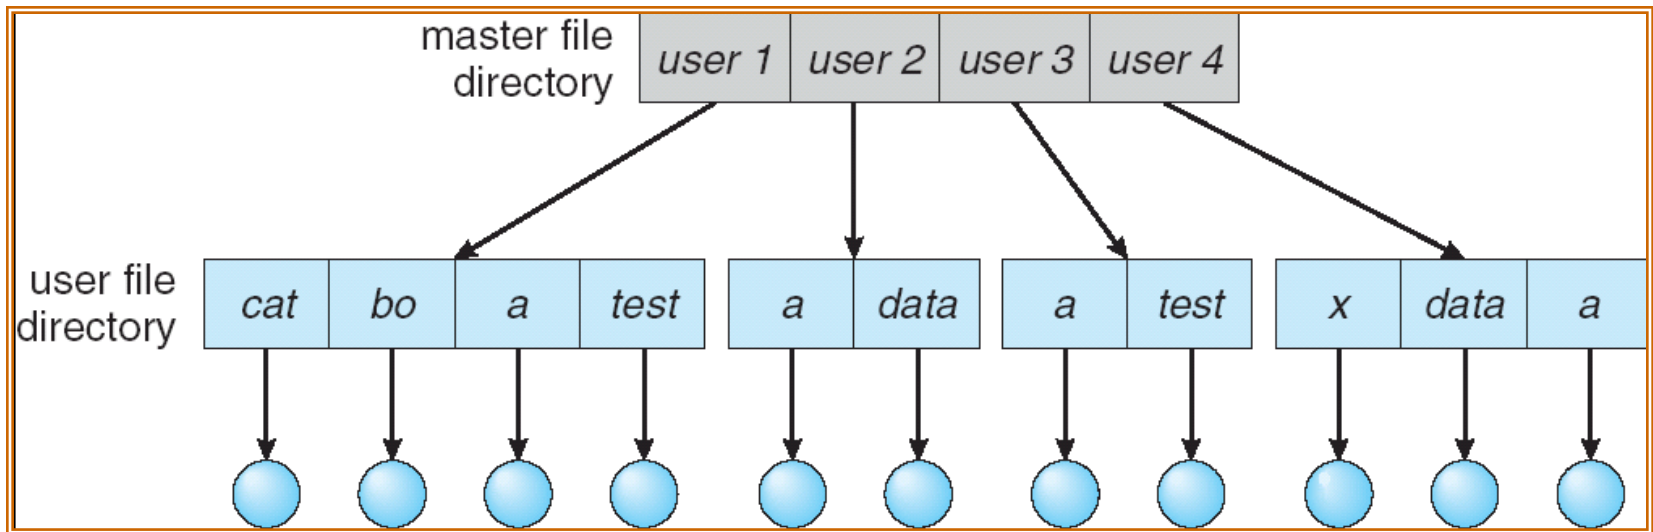 master file
directory
user 1 user 2 user 3 user 4
user file
directory
cat bo a test a data a test x data a